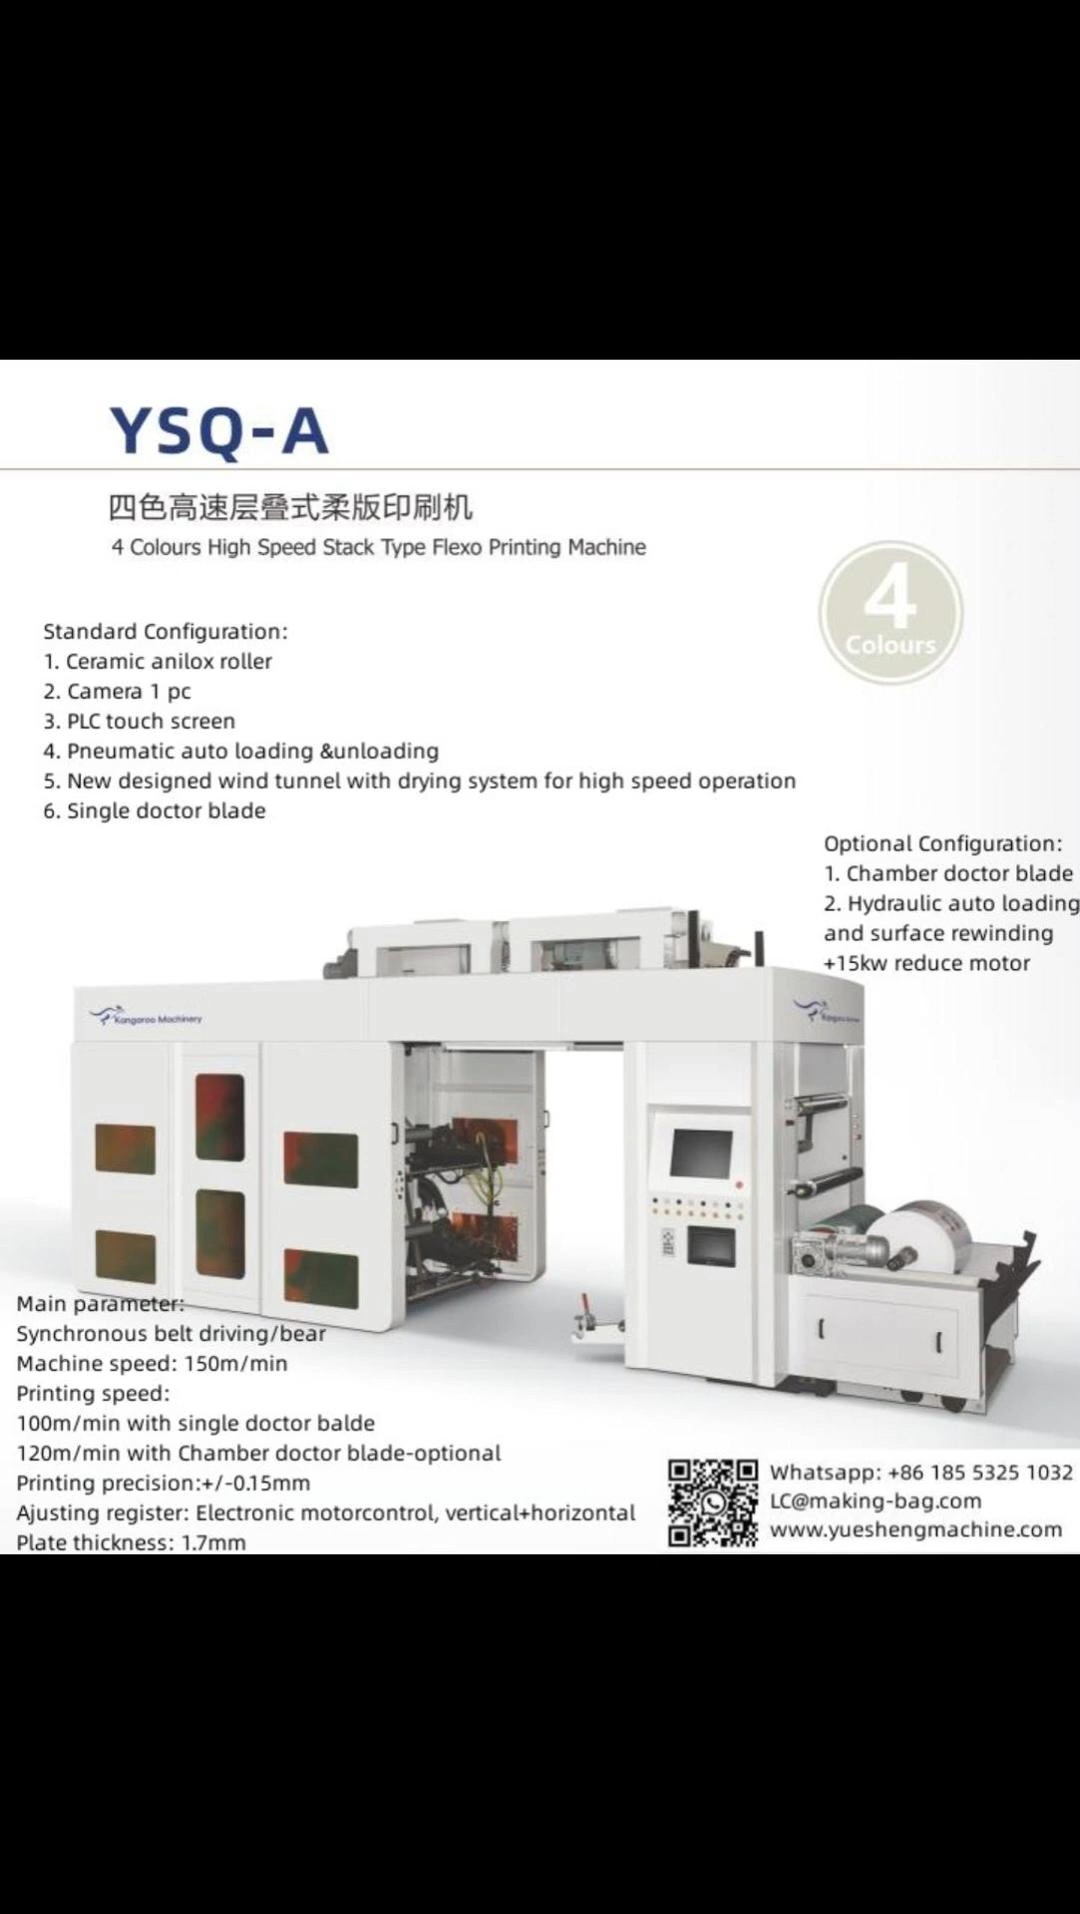 YSQ-A
四色高速层叠式柔版印刷机
4 Colours High Speed Stack Type Flexo Printing Machine
4
Colours
Standard Configuration:
1. Ceramic anilox roller
2. Camera 1 pc
3. PLC touch screen
4. Pneumatic auto loading &unloading
5. New designed wind tunnel with drying system for high speed operation
6. Single doctor blade
Optional Configuration:
1. Chamber doctor blade
2. Hydraulic auto loading
and surface rewinding
+15kw reduce motor
Kangaroo Machinery
Kangaroo
Main parameter:
Synchronous belt driving/bear
Machine speed: 150m/min
Printing speed:
100m/min with single doctor balde
120m/min with Chamber doctor blade-optional
Printing precision:+/-0.15mm
Ajusting register: Electronic motorcontrol, vertical+horizontal
Plate thickness: 1.7mm
Whatsapp: +86 185 5325 1032
LC@making-bag.com
www.yueshengmachine.com